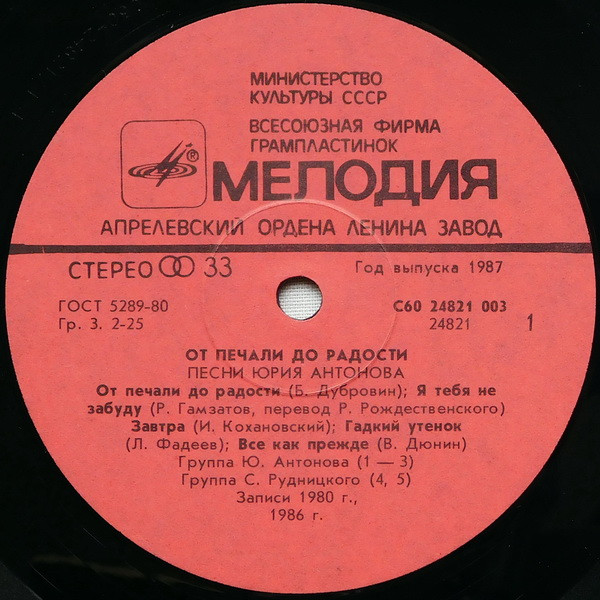 МИНИСТЕРСТВО
КУЛЬТУРЫ СССР
ВСЕСОЮЗНАЯ ФИРМА
ГРАМПЛАСТИНОК
® МЕЛОДИЯ
АПРЕЛЕВСКИЙ ОРДЕНА ЛЕНИНА ЗАВОД
СТЕРЕО 33 Год выпуска 1987
ГОСТ 5289-80 С60 24821 003
Гр. 3. 2-25 24821 1
ОТ ПЕЧАЛИ ДО РАДОСТИ
ПЕСНИ ЮРИЯ АНТОНОВА
От печали до радости (Б. Дубровин); Я тебя не
забуду (Р. Гамзатов, перевод Р. Рождественского)
Завтра (И. Кохановский); Гадкий утенок
(Л. Фадеев); Все как прежде (В. Дюнин)
Группа Ю. Антонова (1 — 3)
Группа С. Рудницкого (4, 5)
Записи 1980 г.,
1986 г.